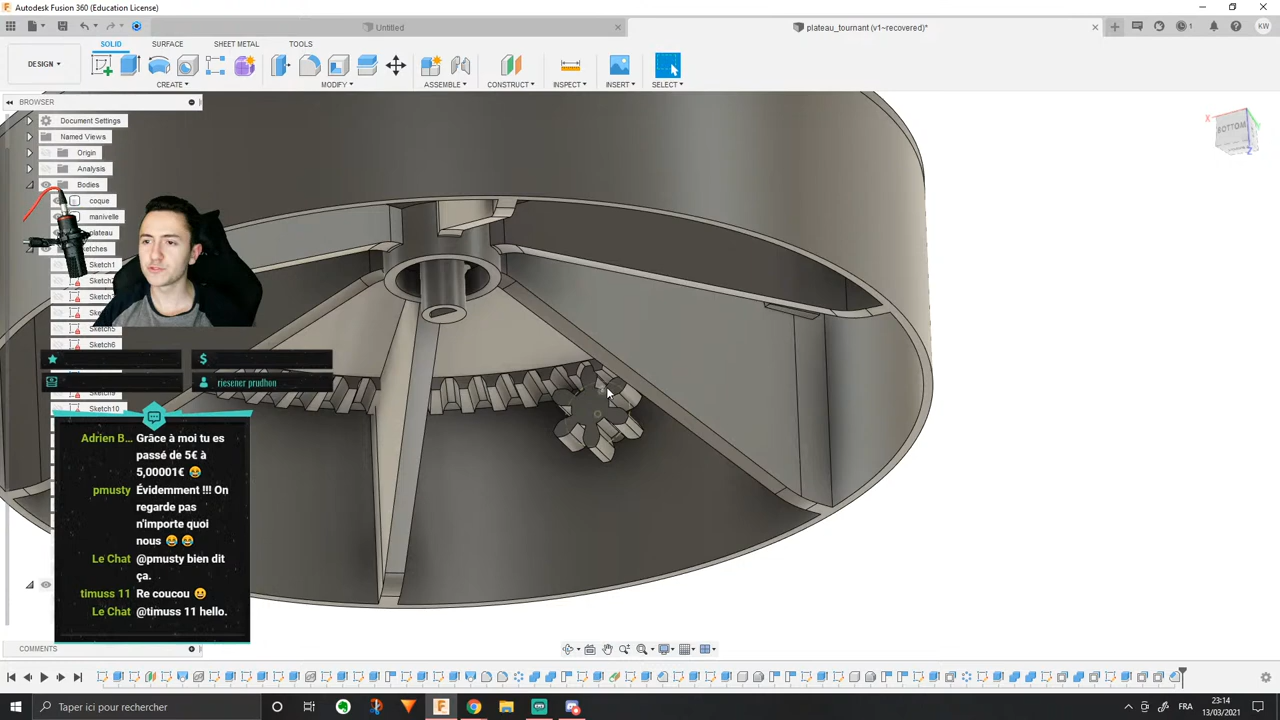 Autodesk Fusion 360 (Education License)
Untitled
plateau_tournant (v1~recovered)*
1
KW
DESIGN
SOLID
SURFACE
SHEET METAL
TOOLS
CREATE
MODIFY
ASSEMBLE
CONSTRUCT
INSPECT
INSERT
SELECT
BROWSER
Document Settings
Named Views
Origin
Analysis
Bodies
coque
manivelle
plateau
Sketch1
Sketch6
Sketch10
X
BOTTOM
Z
$
riesener prudhon
Adrien B... Grâce à moi tu es
passé de 5€ à
5,00001€ 😂
pmusty Évidemment !!! On
regarde pas
n'importe quoi
nous 😂 😂
Le Chat @pmusty bien dit
ça.
timuss 11 Re coucou 😀
Le Chat @timuss 11 hello.
COMMENTS
Taper ici pour rechercher
FRA
23:14
13/03/2021